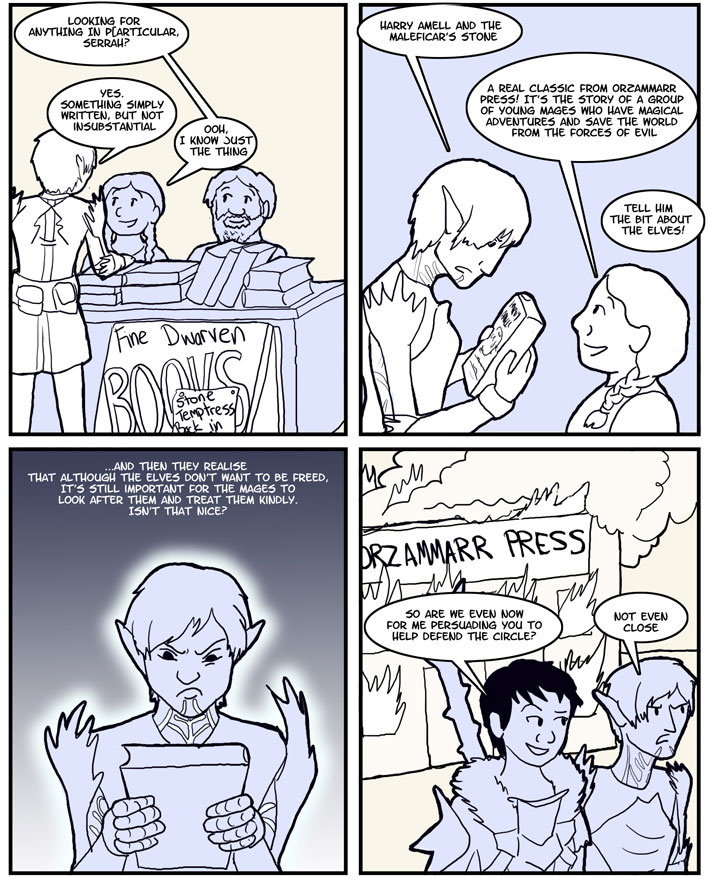 LOOKING FOR
ANYTHING IN P[ARTICULAR,
SERRAH?
YES.
SOMETHING SIMPLY
WRITTEN, BUT NOT
INSUBSTANTIAL
OOH,
I KNOW JUST
THE THING
Fine Dwarven
BOOKS
Stone
Temptress
Back in
HARRY AMELL AND THE
MALEFICAR'S STONE
A REAL CLASSIC FROM ORZAMMARR
PRESS! IT'S THE STORY OF A GROUP
OF YOUNG MAGES WHO HAVE MAGICAL
ADVENTURES AND SAVE THE WORLD
FROM THE FORCES OF EVIL
TELL HIM
THE BIT ABOUT
THE ELVES!
...AND THEN THEY REALISE
THAT ALTHOUGH THE ELVES DON'T WANT TO BE FREED,
IT'S STILL IMPORTANT FOR THE MAGES TO
LOOK AFTER THEM AND TREAT THEM KINDLY.
ISN'T THAT NICE?
ORZAMMARR PRESS
SO ARE WE EVEN NOW
FOR ME PERSUADING YOU TO
HELP DEFEND THE CIRCLE?
NOT EVEN
CLOSE